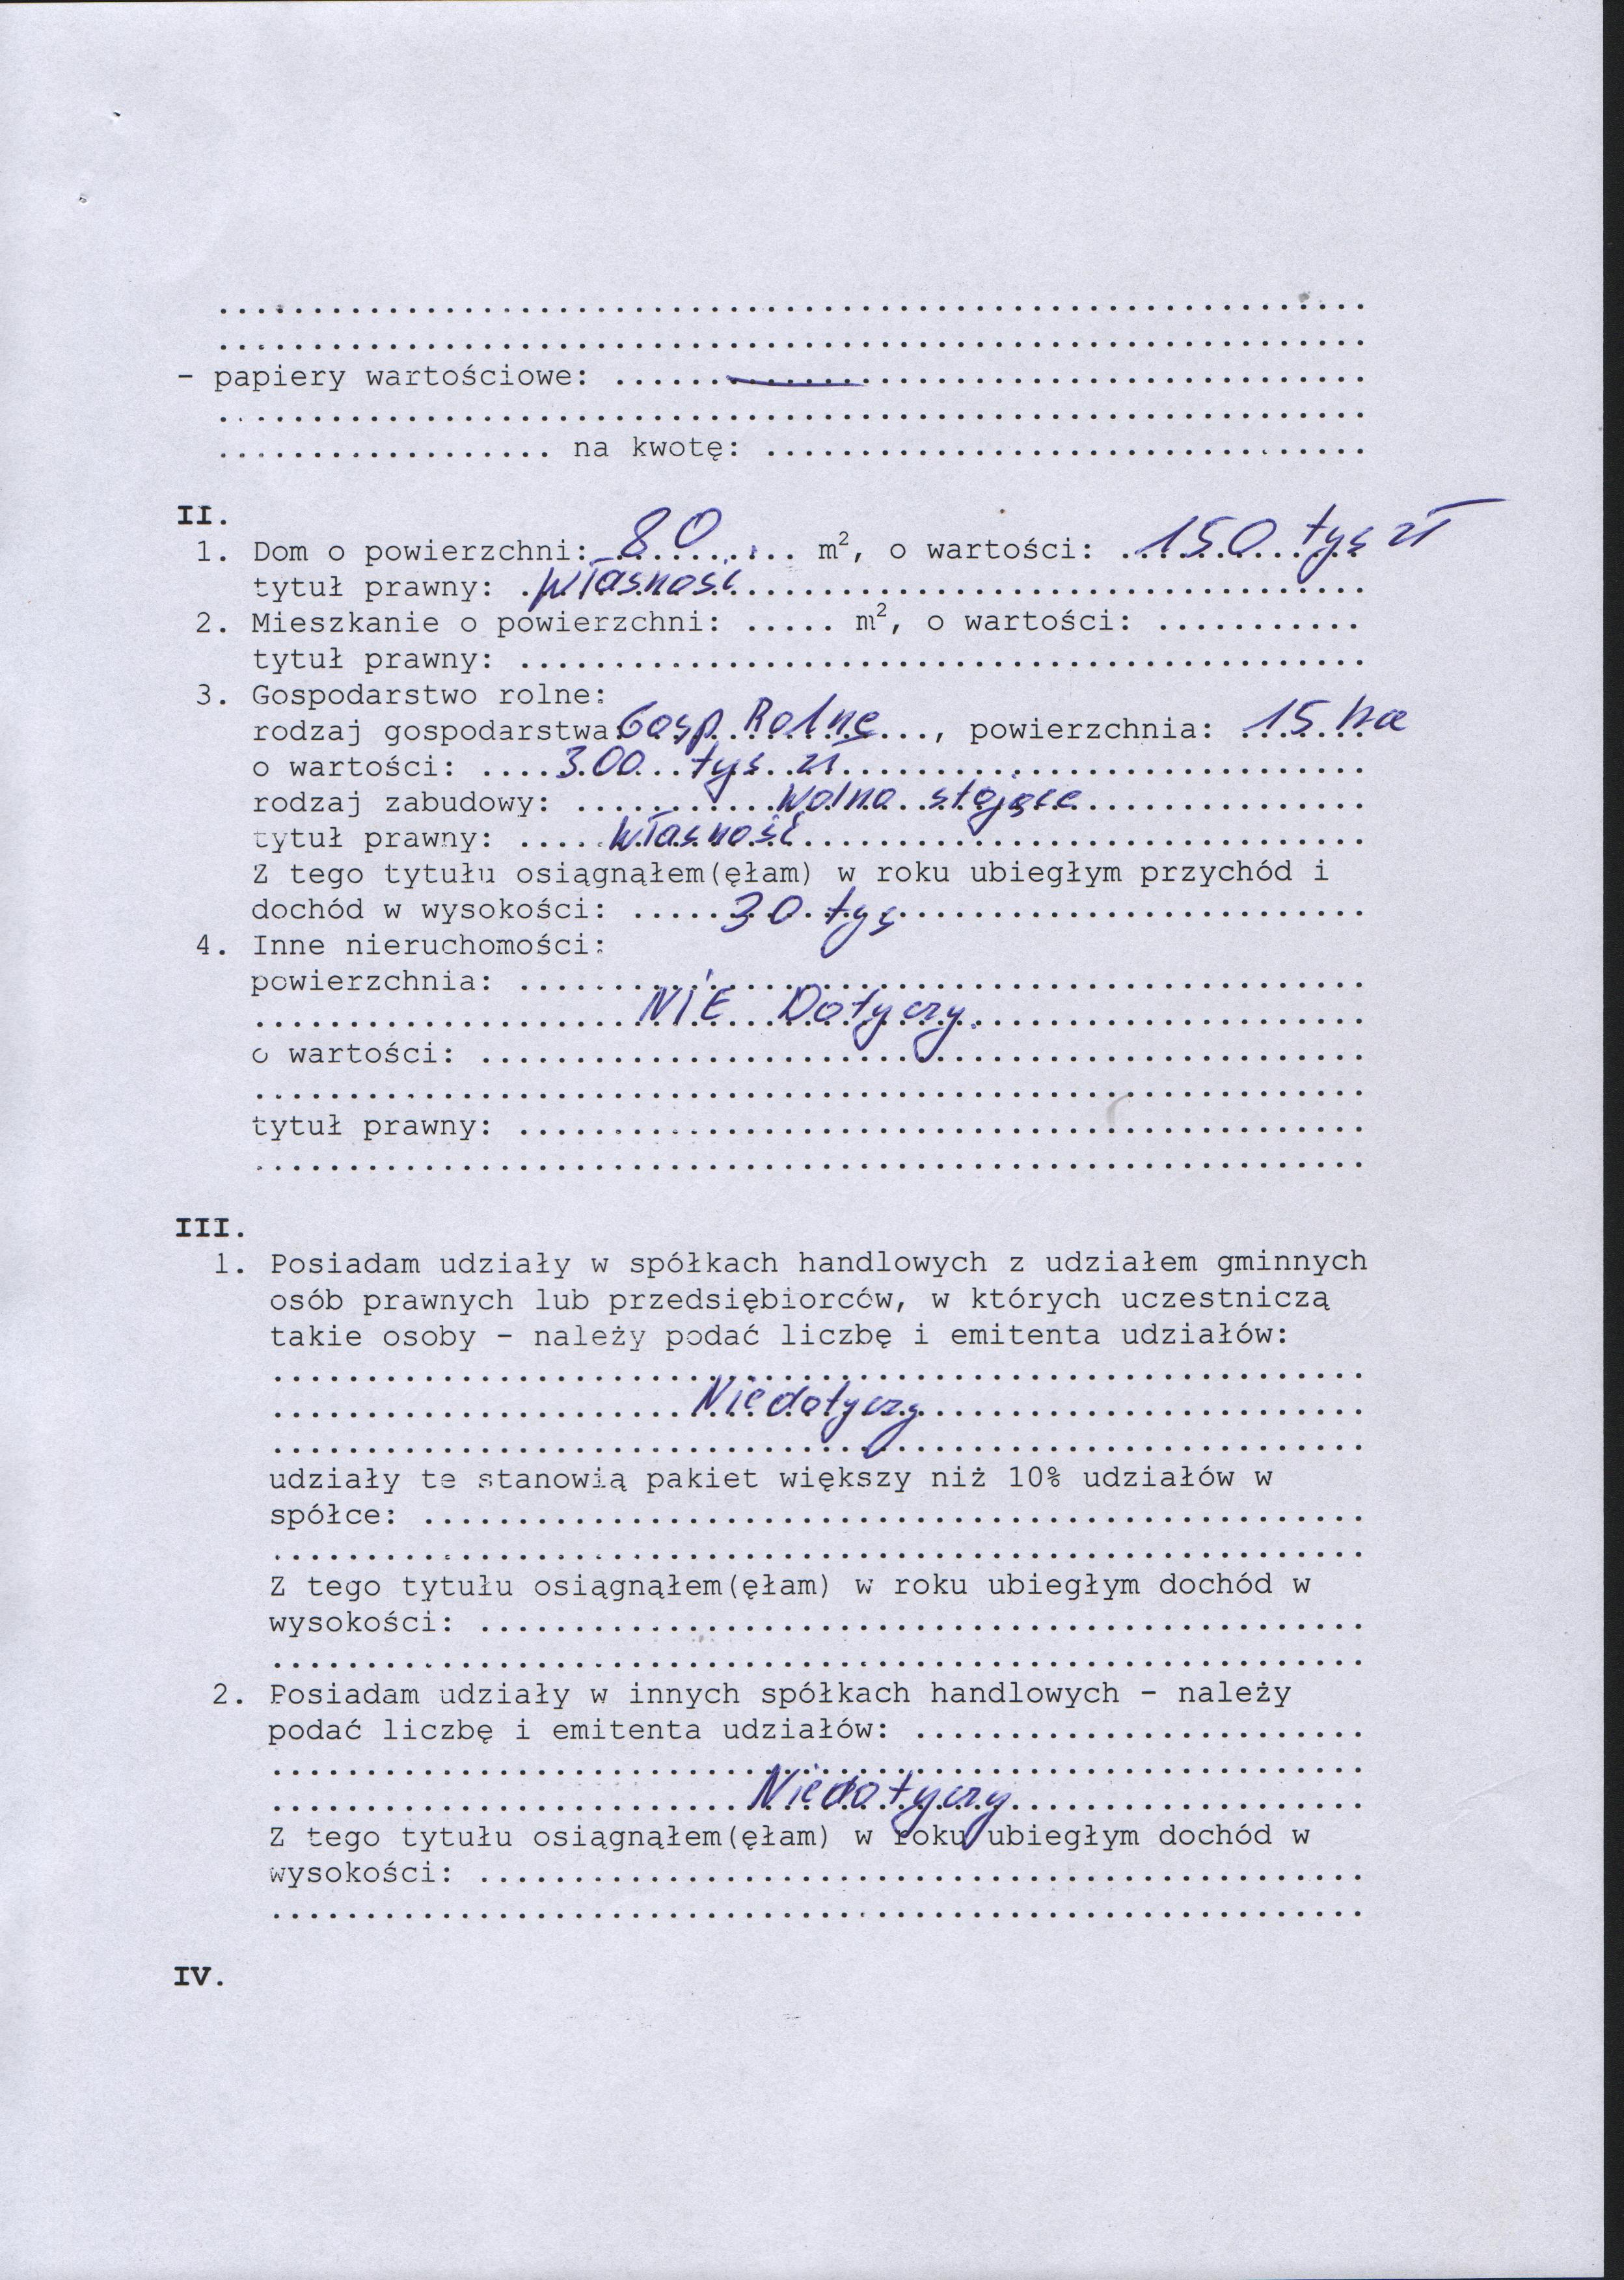 ....................................................................
....................................................................
- papiery wartościowe: ........................................
....................................................................
.................. na kwotę: ................................
II.
1. Dom o powierzchni: 80 m², o wartości: 150 tys zł
tytuł prawny: własność
2. Mieszkanie o powierzchni: ..... m², o wartości: ...........
tytuł prawny: .............................................
3. Gospodarstwo rolne:
rodzaj gospodarstwa: Gosp. Rolne, powierzchnia: 15 ha
o wartości: 300 tys zł
rodzaj zabudowy: wolno stojące
tytuł prawny: własność
Z tego tytułu osiągnąłem(ęłam) w roku ubiegłym przychód i
dochód w wysokości: 30 tys
4. Inne nieruchomości:
powierzchnia: .............................................
NIE Dotyczy.
o wartości: ...............................................
...........................................................
tytuł prawny: .............................................
...........................................................
III.
1. Posiadam udziały w spółkach handlowych z udziałem gminnych
osób prawnych lub przedsiębiorców, w których uczestniczą
takie osoby - należy podać liczbę i emitenta udziałów:
..........................................................
Niedotyczy
..........................................................
udziały te stanowią pakiet większy niż 10% udziałów w
spółce: ..................................................
..........................................................
Z tego tytułu osiągnąłem(ęłam) w roku ubiegłym dochód w
wysokości: ...............................................
..........................................................
2. Posiadam udziały w innych spółkach handlowych - należy
podać liczbę i emitenta udziałów: ........................
..........................................................
Niedotyczy
Z tego tytułu osiągnąłem(ęłam) w roku ubiegłym dochód w
wysokości: ...............................................
..........................................................
IV.